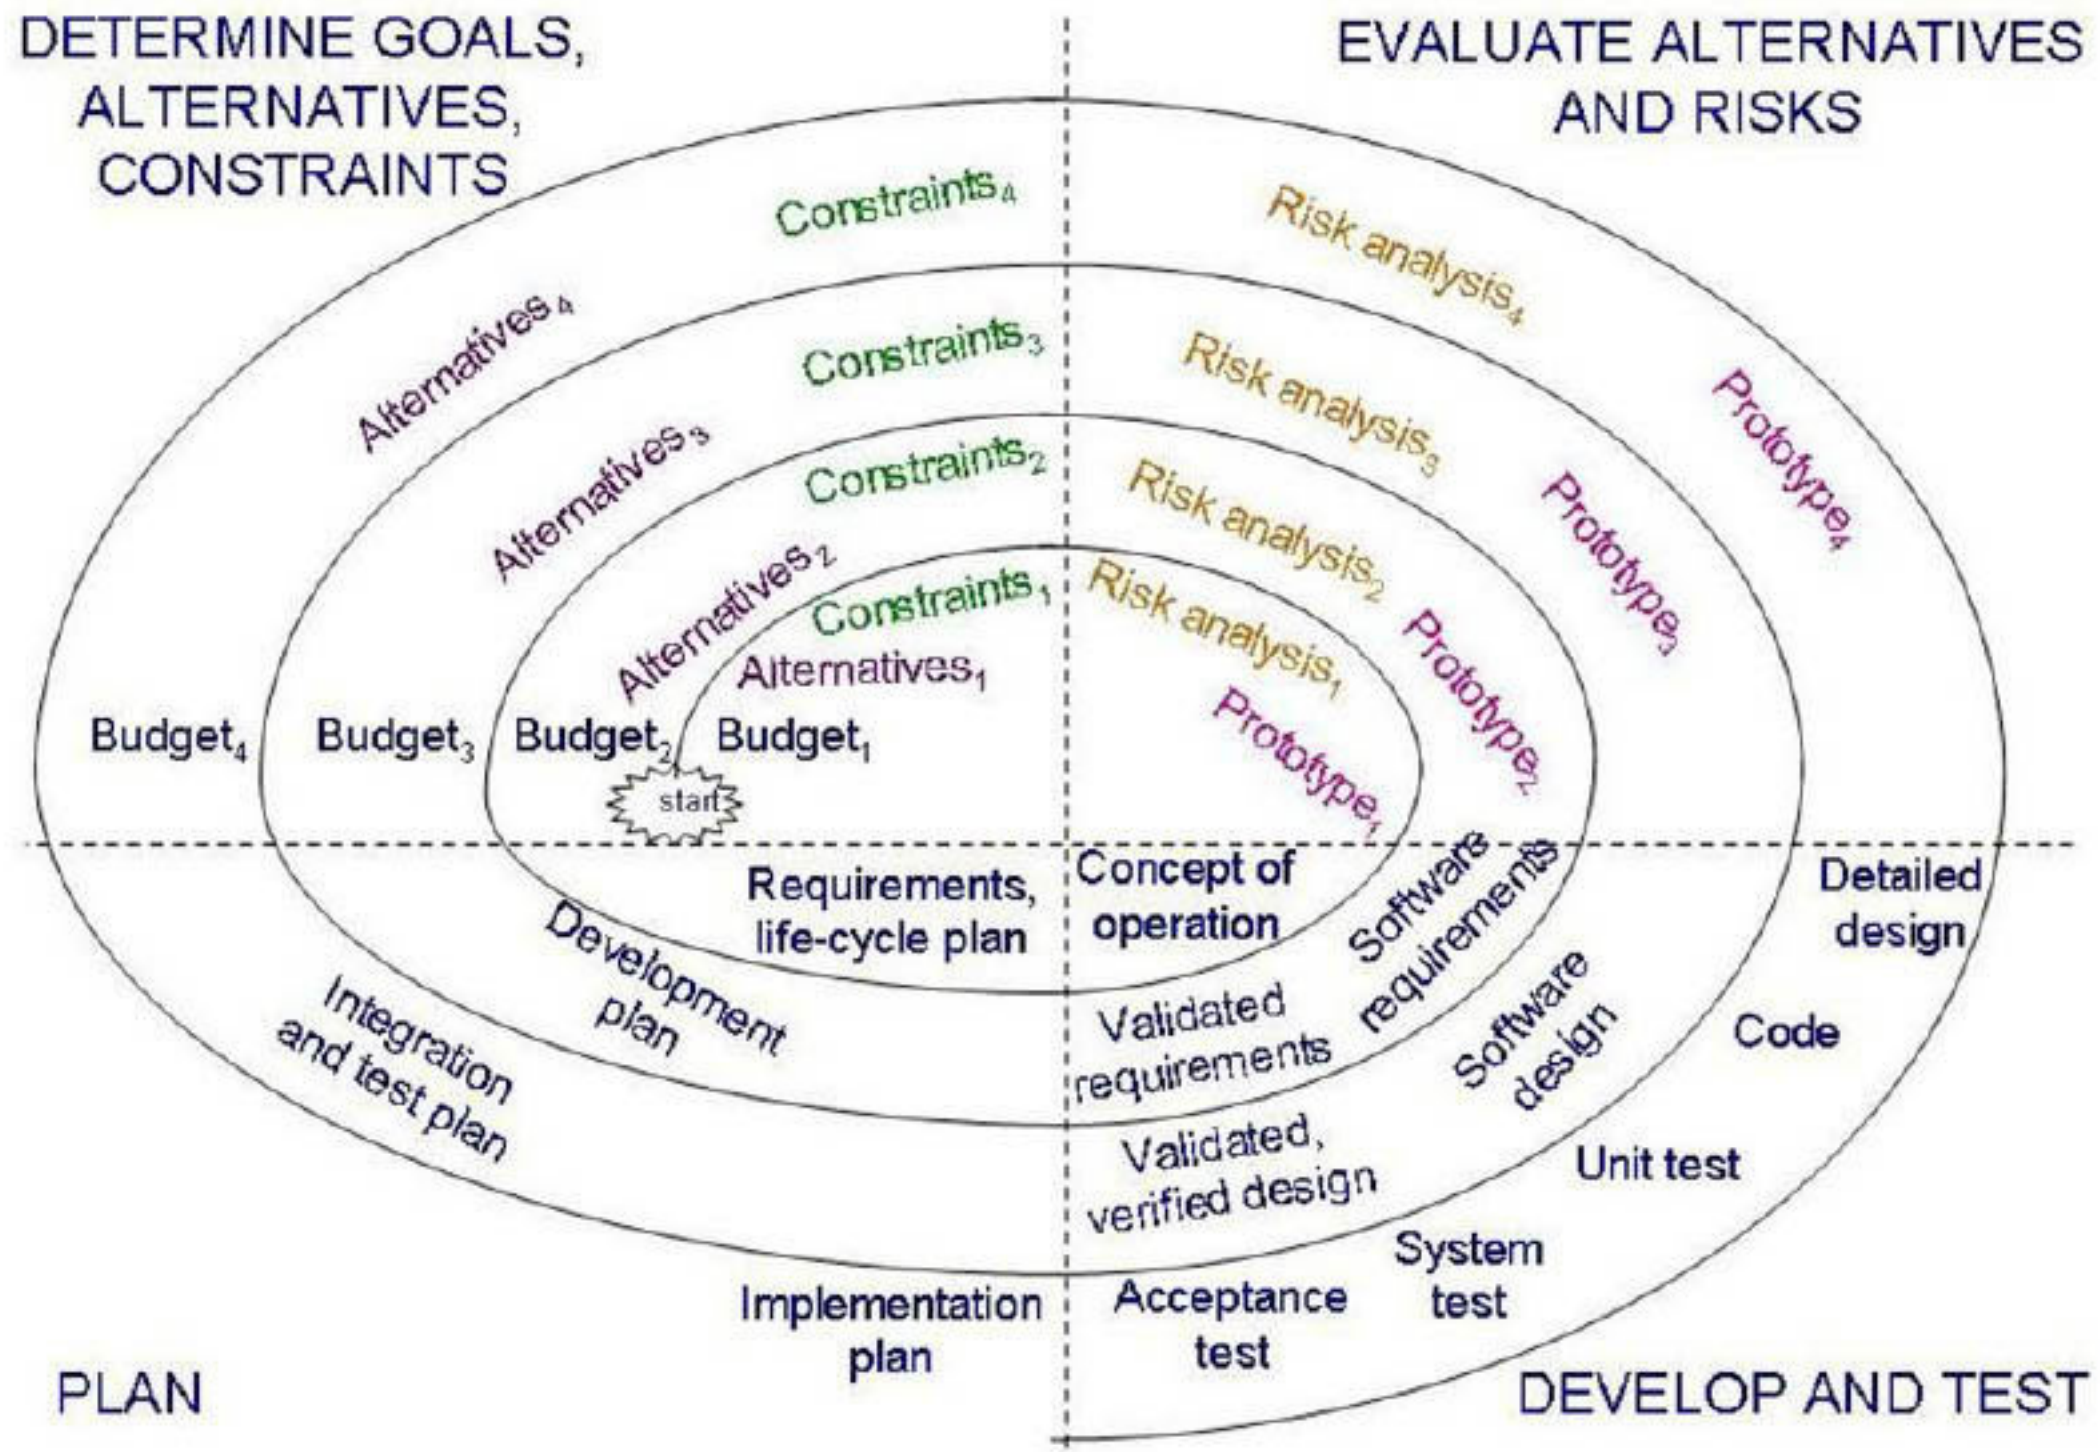 DETERMINE GOALS,
ALTERNATIVES,
CONSTRAINTS
EVALUATE ALTERNATIVES
AND RISKS
Constraints4
Alternatives4
Constraints3
Alternatives3
Constraints2
Alternatives2
Constraints1
Alternatives1
Budget4
Budget3
Budget2
Budget1
start
Risk analysis4
Risk analysis3
Risk analysis2
Risk analysis1
Prototype4
Prototype3
Prototype2
Prototype1
Requirements,
life-cycle plan
Development
plan
Integration
and test plan
Implementation
plan
Concept of
operation
Software
requirements
Validated
requirements
Software
design
Validated,
verified design
Detailed
design
Code
Unit test
System
test
Acceptance
test
PLAN
DEVELOP AND TEST